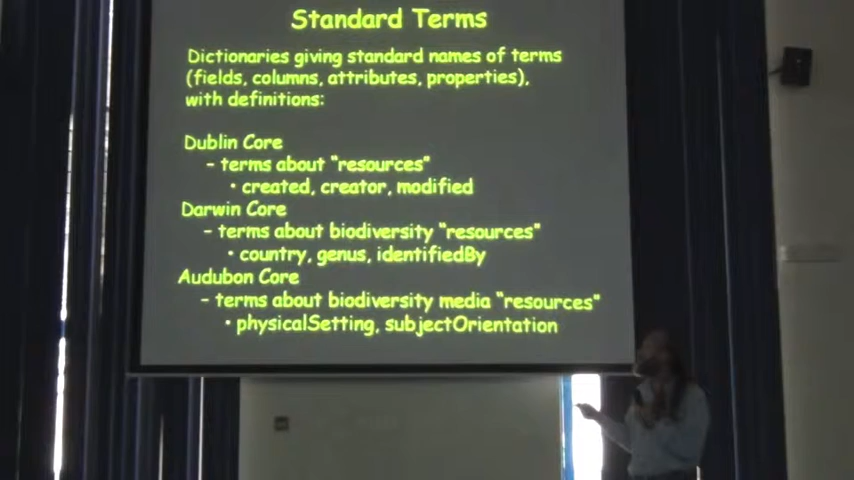 Standard Terms
Dictionaries giving standard names of terms
(fields, columns, attributes, properties),
with definitions:
Dublin Core
– terms about "resources"
• created, creator, modified
Darwin Core
– terms about biodiversity "resources"
• country, genus, identifiedBy
Audubon Core
– terms about biodiversity media "resources"
• physicalSetting, subjectOrientation